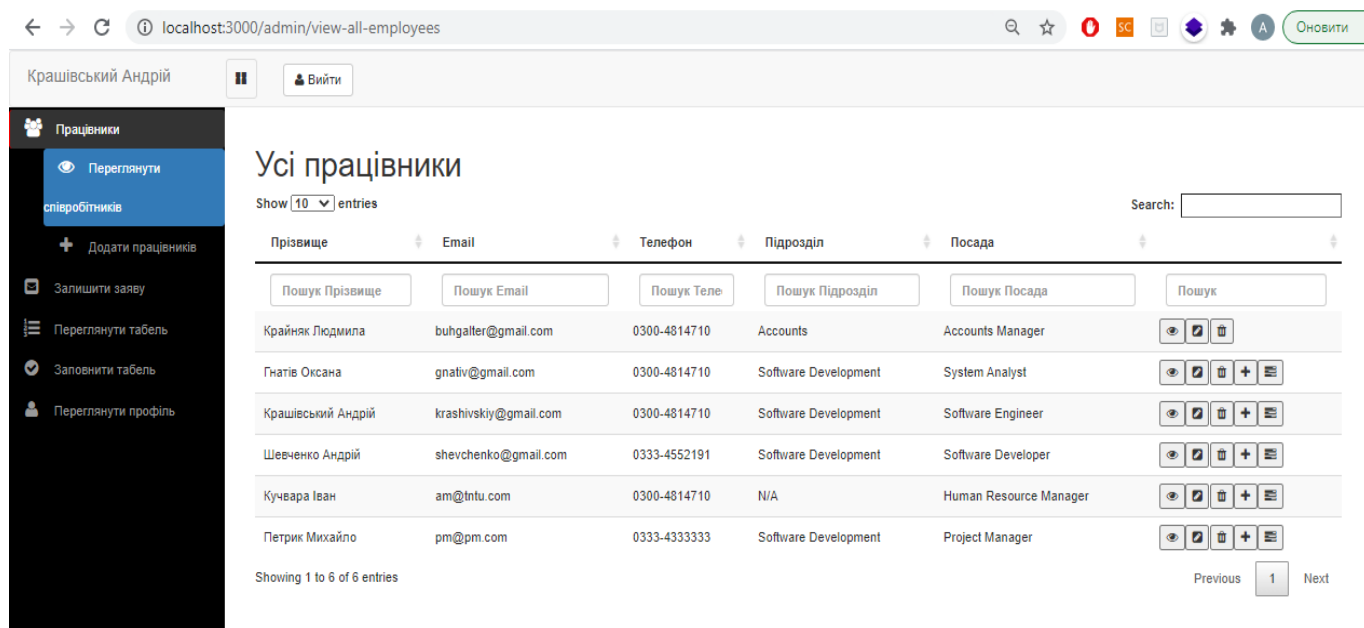 localhost:3000/admin/view-all-employees SC A Оновити
Крашівський Андрій Вийти
Працівники
Переглянути
співробітників
Додати працівників
Залишити заяву
Переглянути табель
Заповнити табель
Переглянути профіль
Усі працівники
Show 10 entries Search:
Прізвище Email Телефон Підрозділ Посада
Пошук Прізвище Пошук Email Пошук Теле Пошук Підрозділ Пошук Посада Пошук
Крайняк Людмила buhgalter@gmail.com 0300-4814710 Accounts Accounts Manager
Гнатів Оксана gnativ@gmail.com 0300-4814710 Software Development System Analyst
Крашівський Андрій krashivskiy@gmail.com 0300-4814710 Software Development Software Engineer
Шевченко Андрій shevchenko@gmail.com 0333-4552191 Software Development Software Developer
Кучвара Іван am@tntu.com 0300-4814710 N/A Human Resource Manager
Петрик Михайло pm@pm.com 0333-4333333 Software Development Project Manager
Showing 1 to 6 of 6 entries Previous 1 Next